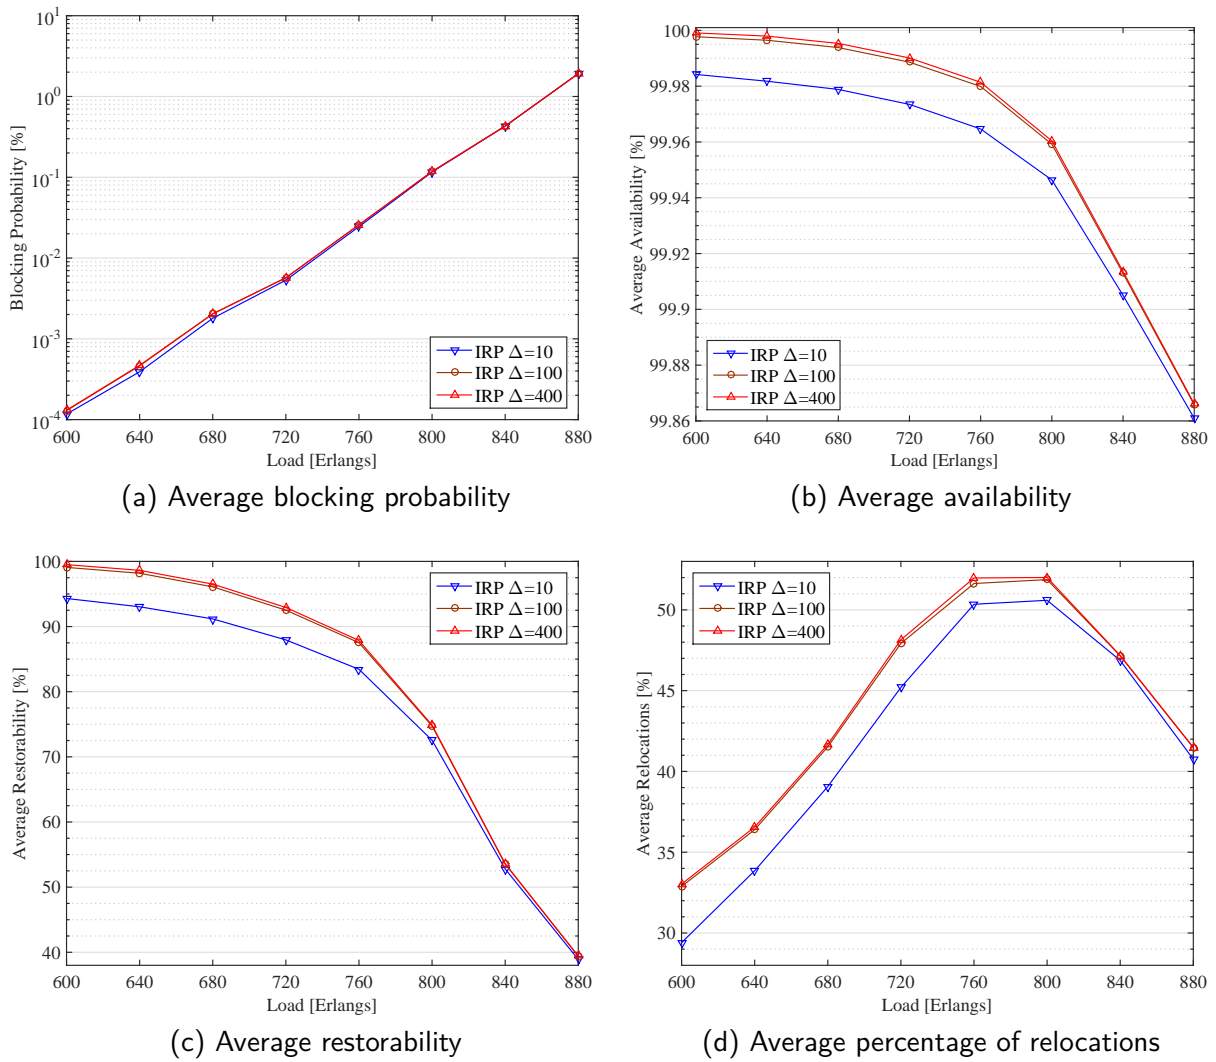 10^1
10^0
10^-1
10^-2
10^-3
10^-4
Blocking Probability [%]
600 640 680 720 760 800 840 880
Load [Erlangs]
IRP Δ=10
IRP Δ=100
IRP Δ=400
(a) Average blocking probability
100
99.98
99.96
99.94
99.92
99.9
99.88
99.86
Average Availability [%]
600 640 680 720 760 800 840 880
Load [Erlangs]
IRP Δ=10
IRP Δ=100
IRP Δ=400
(b) Average availability
100
90
80
70
60
50
40
Average Restorability [%]
600 640 680 720 760 800 840 880
Load [Erlangs]
IRP Δ=10
IRP Δ=100
IRP Δ=400
(c) Average restorability
50
45
40
35
30
Average Relocations [%]
600 640 680 720 760 800 840 880
Load [Erlangs]
IRP Δ=10
IRP Δ=100
IRP Δ=400
(d) Average percentage of relocations